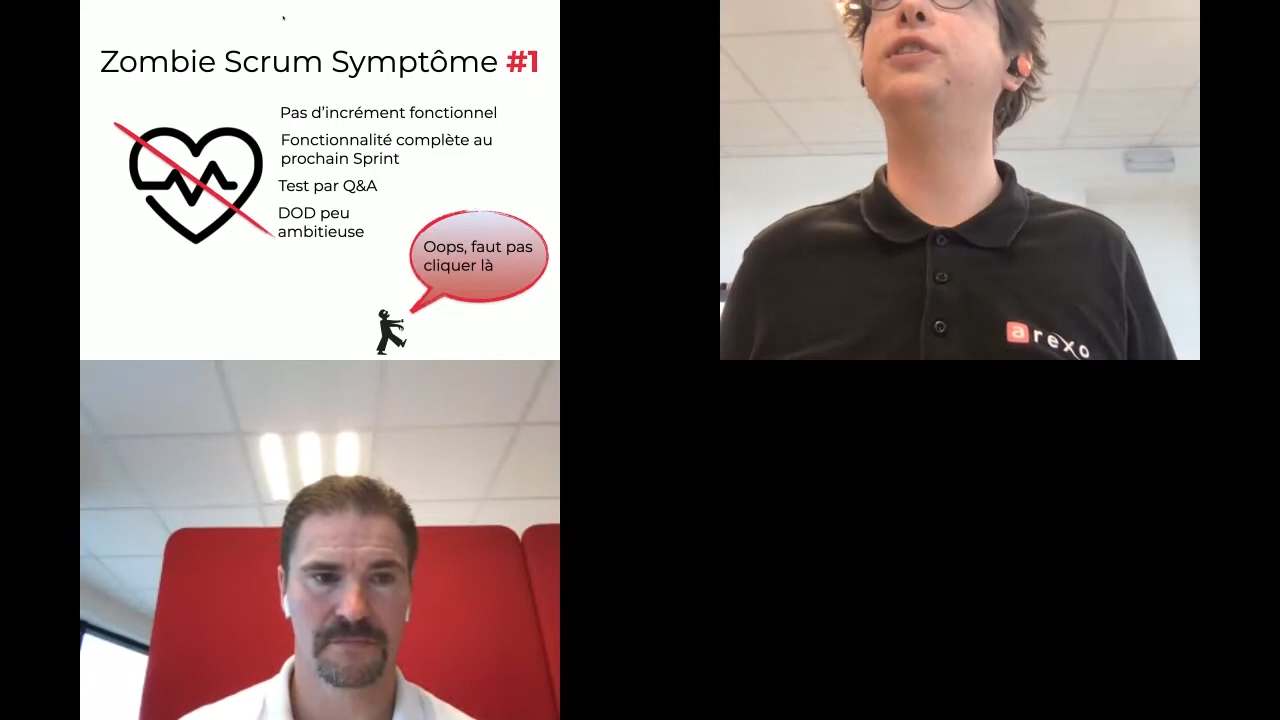 Zombie Scrum Symptôme #1
Pas d'incrément fonctionnel
Fonctionnalité complète au
prochain Sprint
Test par Q&A
DOD peu
ambitieuse
Oops, faut pas
cliquer là
arexo